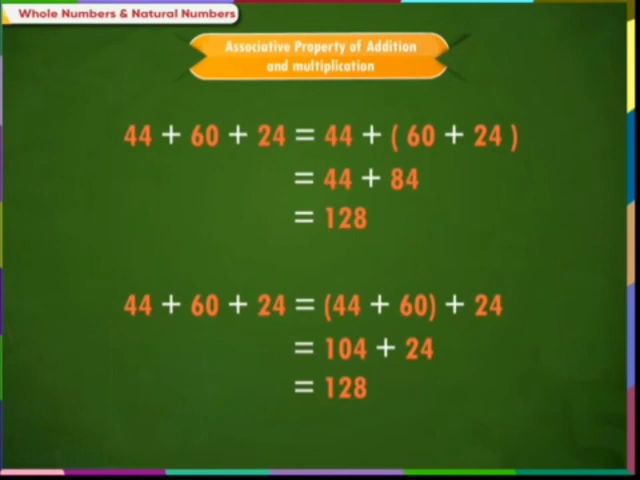 Whole Numbers & Natural Numbers
Associative Property of Addition
and multiplication
44 + 60 + 24 = 44 + ( 60 + 24 )
= 44 + 84
= 128
44 + 60 + 24 = (44 + 60) + 24
= 104 + 24
= 128